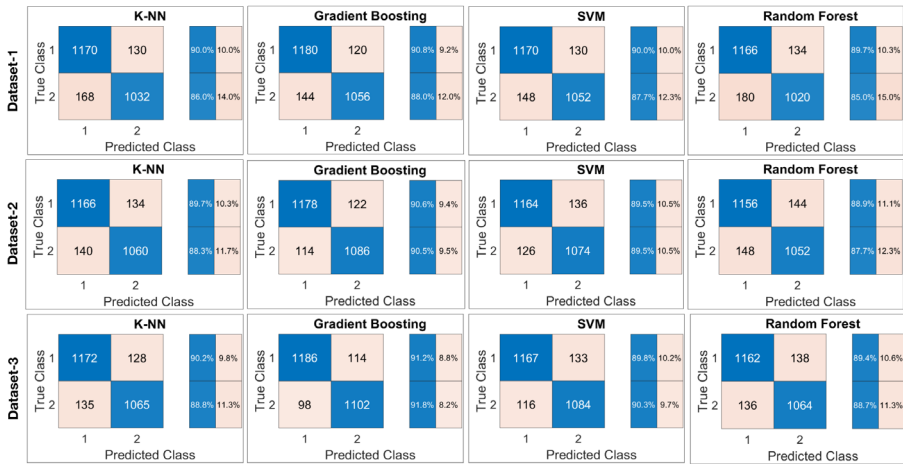 K-NN Gradient Boosting SVM Random Forest
Dataset-1
True Class 1 1170 130 90.0% 10.0% True Class 1 1180 120 90.8% 9.2% True Class 1 1170 130 90.0% 10.0% True Class 1 1166 134 89.7% 10.3%
2 168 1032 86.0% 14.0% 2 144 1056 88.0% 12.0% 2 148 1052 87.7% 12.3% 2 180 1020 85.0% 15.0%
1 2 1 2 1 2 1 2
Predicted Class Predicted Class Predicted Class Predicted Class
K-NN Gradient Boosting SVM Random Forest
Dataset-2
True Class 1 1166 134 89.7% 10.3% True Class 1 1178 122 90.6% 9.4% True Class 1 1164 136 89.5% 10.5% True Class 1 1156 144 88.9% 11.1%
2 140 1060 88.3% 11.7% 2 114 1086 90.5% 9.5% 2 126 1074 89.5% 10.5% 2 148 1052 87.7% 12.3%
1 2 1 2 1 2 1 2
Predicted Class Predicted Class Predicted Class Predicted Class
K-NN Gradient Boosting SVM Random Forest
Dataset-3
True Class 1 1172 128 90.2% 9.8% True Class 1 1186 114 91.2% 8.8% True Class 1 1167 133 89.8% 10.2% True Class 1 1162 138 89.4% 10.6%
2 135 1065 88.8% 11.3% 2 98 1102 91.8% 8.2% 2 116 1084 90.3% 9.7% 2 136 1064 88.7% 11.3%
1 2 1 2 1 2 1 2
Predicted Class Predicted Class Predicted Class Predicted Class